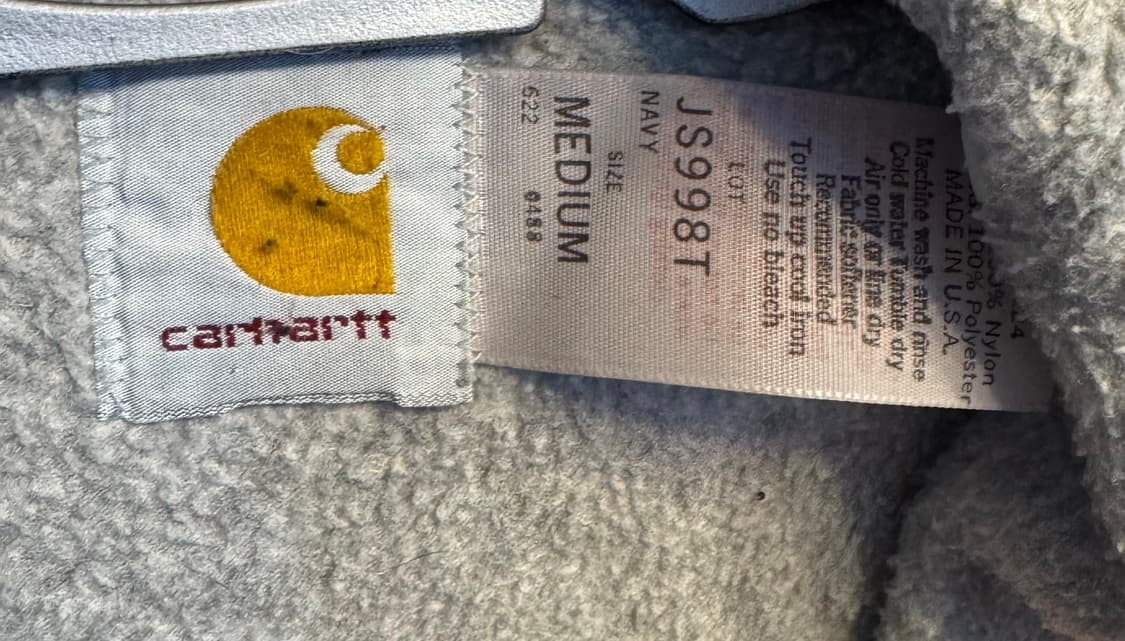 carhartt
Nylon
100% Polyester
MADE IN U.S.A.
Machine wash and rinse
Cold water Tumble dry
Air only or line dry
Fabric softener
Recommended
Touch up cool iron
Use no bleach
LOT
JS998T
NAVY
SIZE
MEDIUM
622 0488